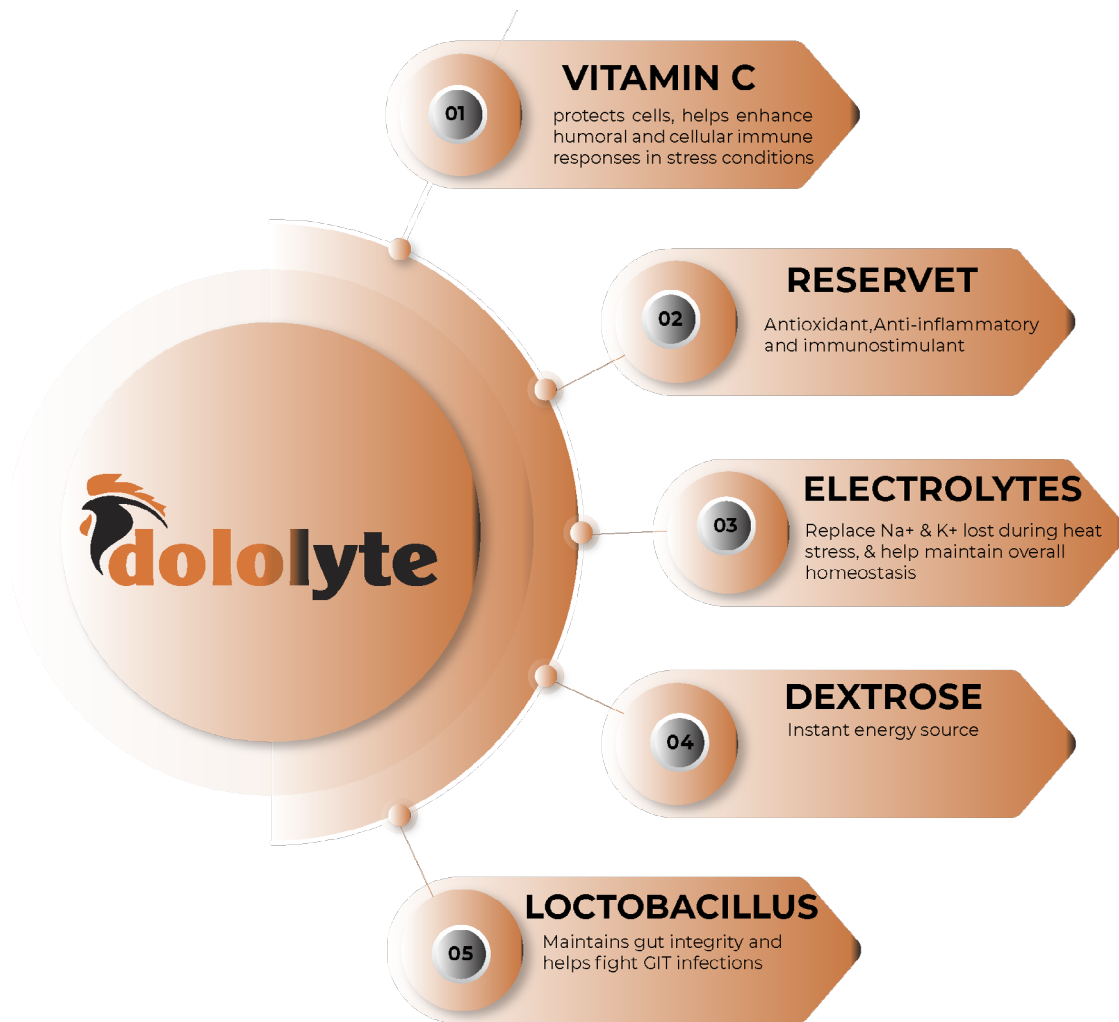 01
VITAMIN C
protects cells, helps enhance
humoral and cellular immune
responses in stress conditions
02
RESERVET
Antioxidant,Anti-inflammatory
and immunostimulant
dololyte
03
ELECTROLYTES
Replace Na+ & K+ lost during heat
stress, & help maintain overall
homeostasis
04
DEXTROSE
Instant energy source
05
LOCTOBACILLUS
Maintains gut integrity and
helps fight GIT infections